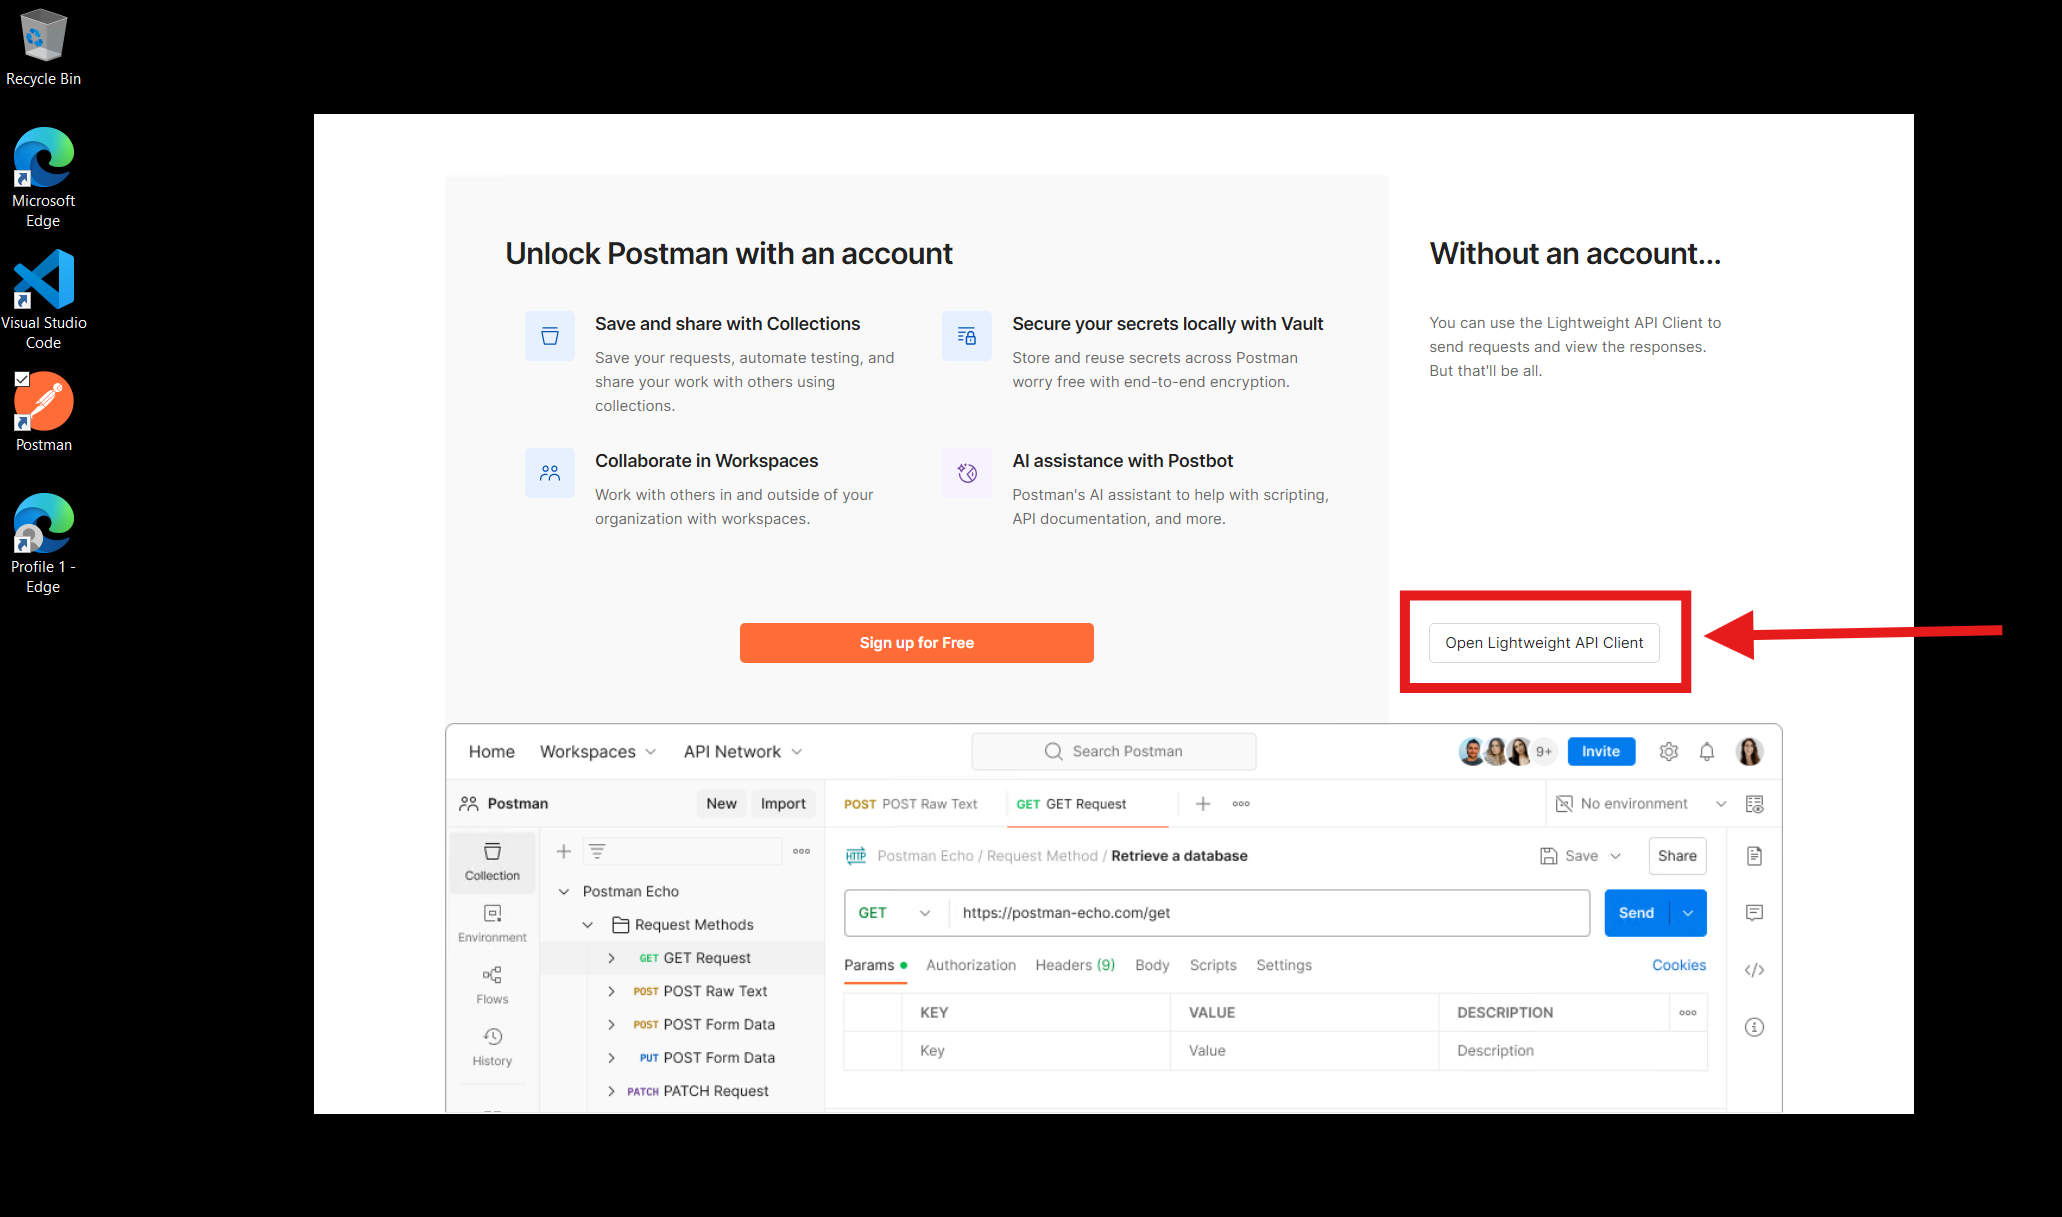 Recycle Bin
Microsoft
Edge
Visual Studio
Code
Postman
Profile 1 -
Edge
Unlock Postman with an account
Save and share with Collections
Save your requests, automate testing, and
share your work with others using
collections.
Secure your secrets locally with Vault
Store and reuse secrets across Postman
worry free with end-to-end encryption.
Collaborate in Workspaces
Work with others in and outside of your
organization with workspaces.
AI assistance with Postbot
Postman's AI assistant to help with scripting,
API documentation, and more.
Sign up for Free
Without an account...
You can use the Lightweight API Client to
send requests and view the responses.
But that'll be all.
Open Lightweight API Client
Home Workspaces API Network Search Postman 9+ Invite
Postman New Import POST POST Raw Text GET GET Request No environment
Collection
Environment
Flows
History
Postman Echo
Request Methods
GET GET Request
POST POST Raw Text
POST POST Form Data
PUT POST Form Data
PATCH PATCH Request
HTTP Postman Echo / Request Method / Retrieve a database Save Share
GET https://postman-echo.com/get Send
Params Authorization Headers (9) Body Scripts Settings Cookies
KEY VALUE DESCRIPTION
Key Value Description